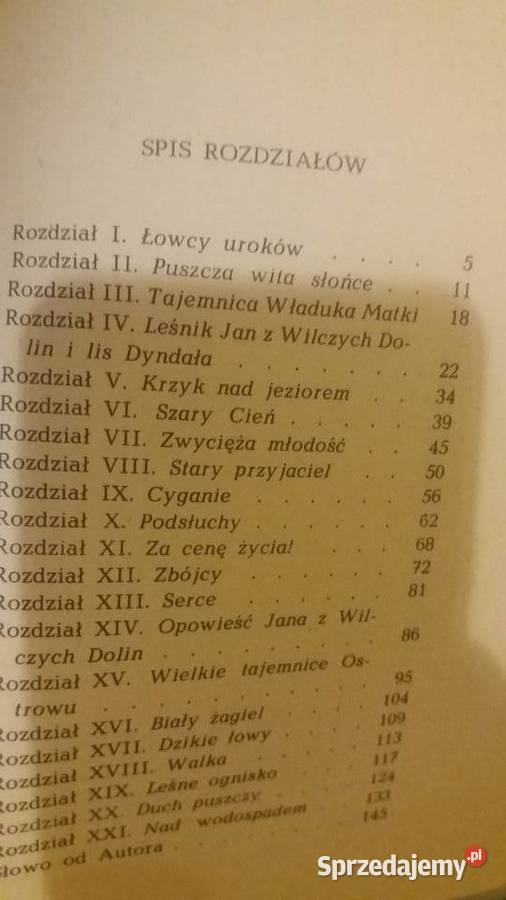 SPIS ROZDZIAŁÓW
Rozdział I. Łowcy uroków . . . . 5
Rozdział II. Puszcza wita słońce . . 11
Rozdział III. Tajemnica Właduka Matki 18
Rozdział IV. Leśnik Jan z Wilczych Do-
lin i lis Dyndała . . . . . . . 22
Rozdział V. Krzyk nad jeziorem . . 34
Rozdział VI. Szary Cień . . . . . 39
Rozdział VII. Zwycięża młodość . . 45
Rozdział VIII. Stary przyjaciel . . 50
Rozdział IX. Cyganie . . . . . 56
Rozdział X. Podsłuchy . . . . . 62
Rozdział XI. Za cenę życia! . . . 68
Rozdział XII. Zbójcy . . . . . 72
Rozdział XIII. Serce . . . . . 81
Rozdział XIV. Opowieść Jana z Wil-
czych Dolin . . . . . . . . 86
Rozdział XV. Wielkie tajemnice Os-
trowu . . . . . . . . . . 95
Rozdział XVI. Biały żagiel . . . . 104
Rozdział XVII. Dzikie łowy . . . 109
Rozdział XVIII. Walka . . . . . 113
Rozdział XIX. Leśne ognisko . . . 117
Rozdział XX. Duch puszczy . . . . 124
Rozdział XXI. Nad wodospadem . . 133
Słowo od Autora . . . . . . . 145
Sprzedajemy.pl